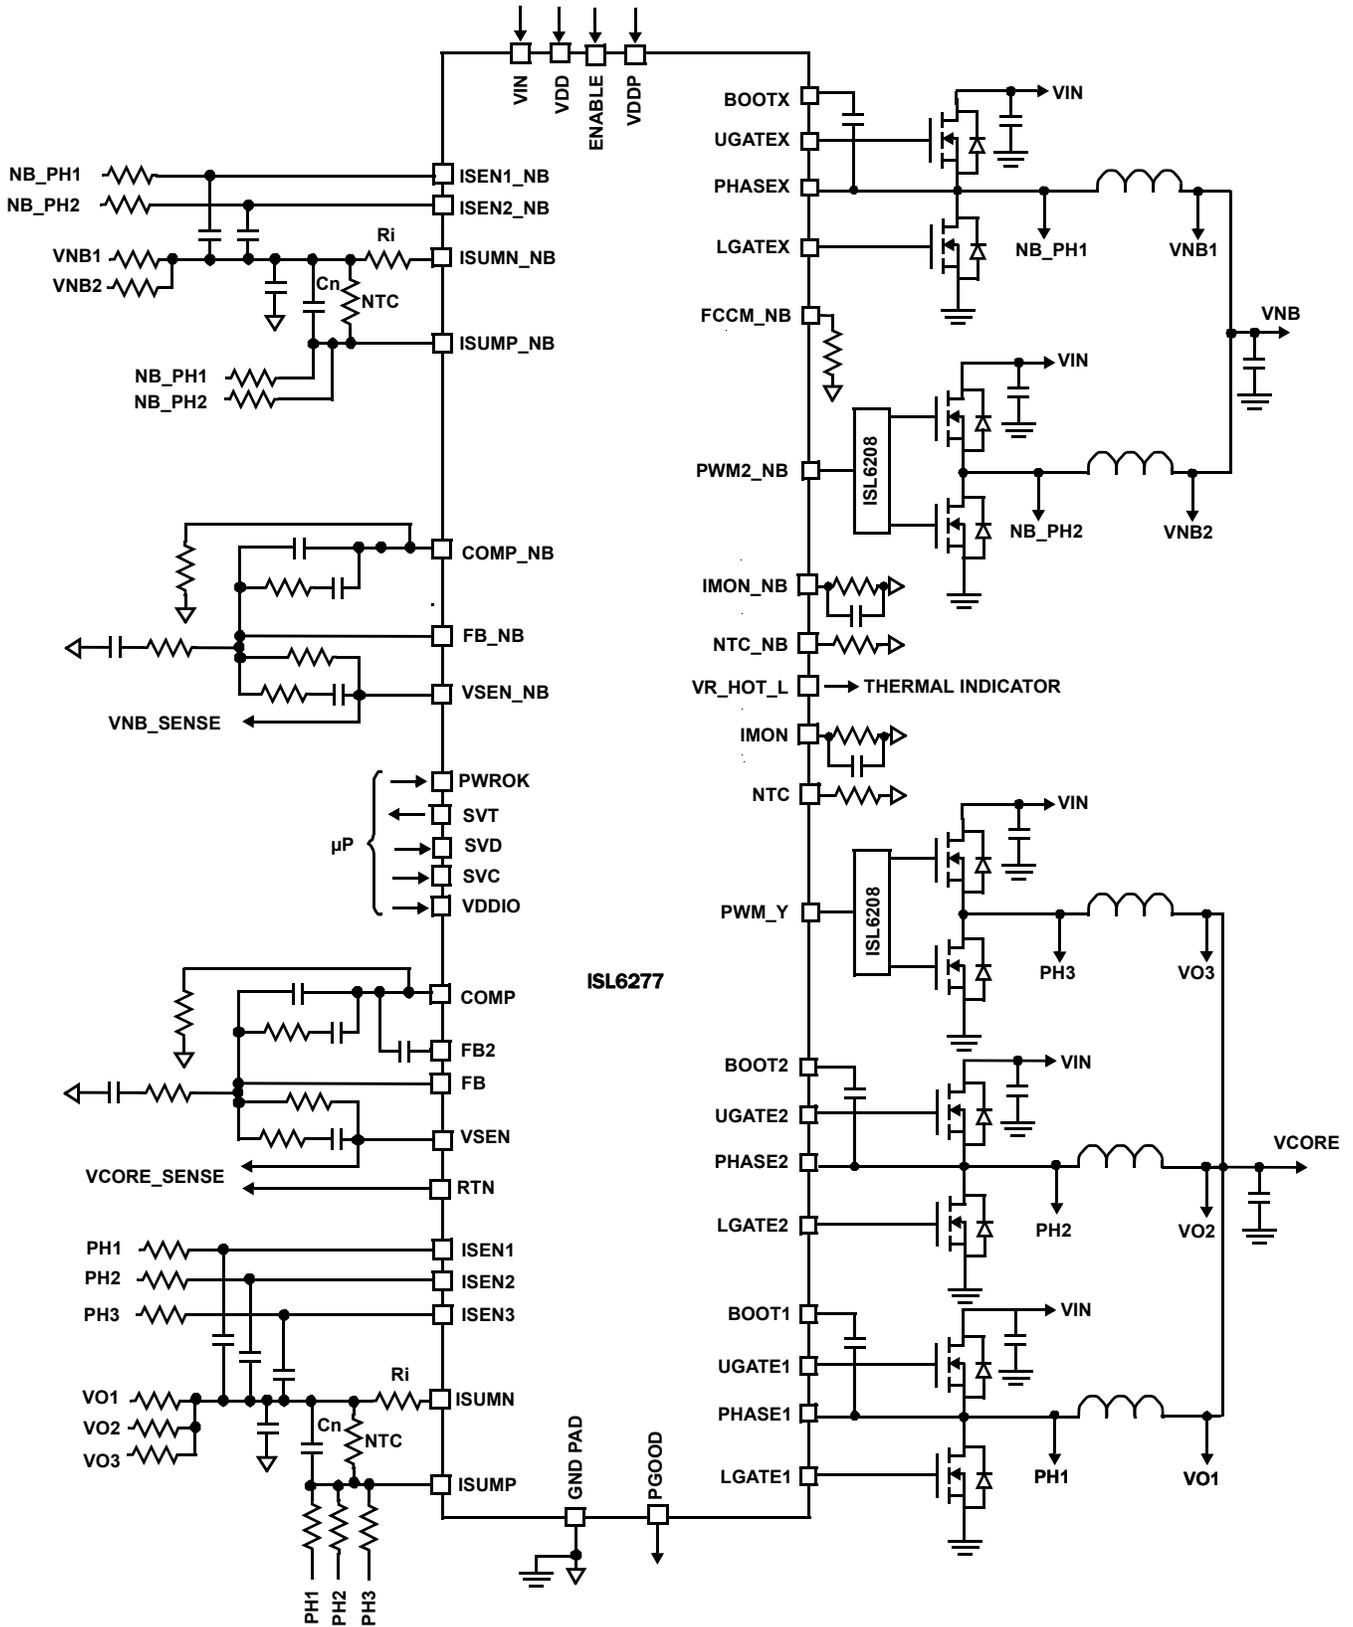 VIN
VDD
ENABLE
VDDP
BOOTX
VIN
UGATEX
NB_PH1
ISEN1_NB
PHASEX
NB_PH2
ISEN2_NB
Ri
LGATEX
NB_PH1
VNB1
VNB1
ISUMN_NB
VNB2
Cn
NTC
FCCM_NB
VNB
ISUMP_NB
VIN
NB_PH1
NB_PH2
ISL6208
PWM2_NB
NB_PH2
VNB2
COMP_NB
IMON_NB
FB_NB
NTC_NB
VSEN_NB
VR_HOT_L
THERMAL INDICATOR
VNB_SENSE
IMON
PWROK
NTC
VIN
SVT
µP
SVD
SVC
VDDIO
PWM_Y
ISL6208
PH3
VO3
ISL6277
COMP
FB2
BOOT2
VIN
FB
UGATE2
VSEN
VCORE
PHASE2
VCORE_SENSE
RTN
LGATE2
PH2
VO2
PH1
ISEN1
PH2
ISEN2
PH3
ISEN3
BOOT1
VIN
UGATE1
Ri
VO1
ISUMN
PHASE1
VO2
Cn
NTC
VO3
ISUMP
LGATE1
PH1
VO1
GND PAD
PGOOD
PH1
PH2
PH3